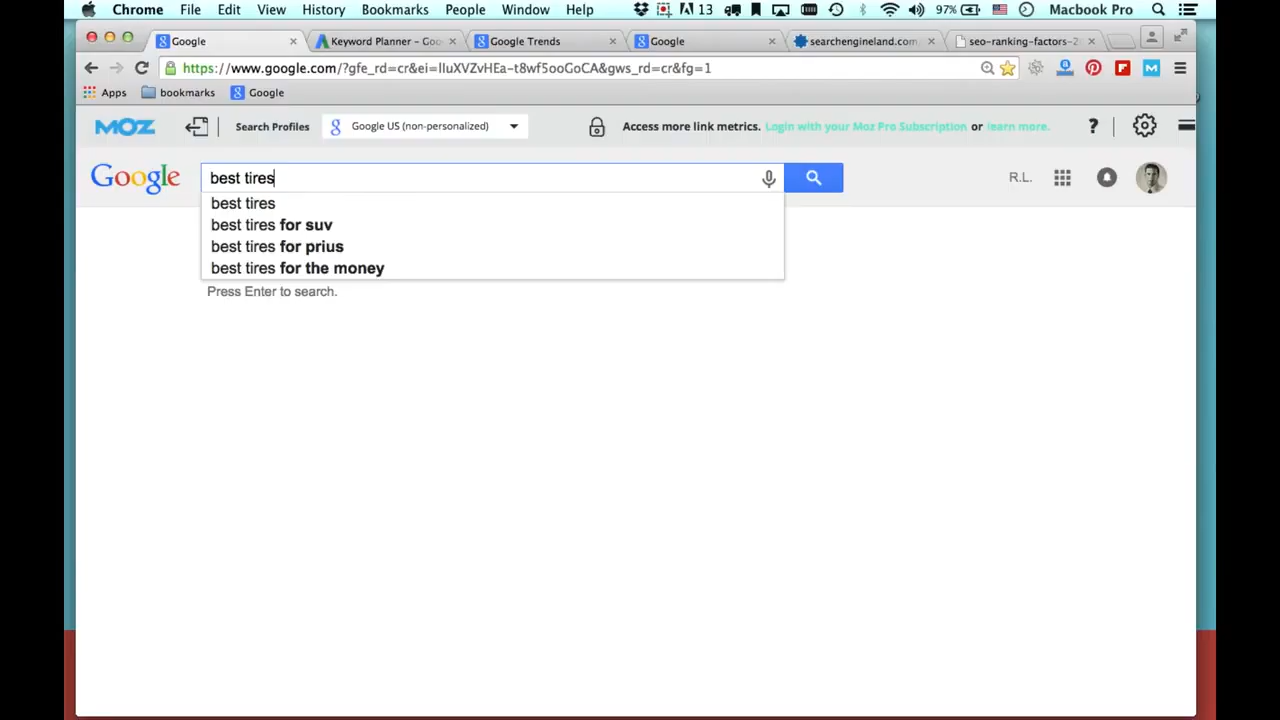 Chrome File Edit View History Bookmarks People Window Help 13 97% Macbook Pro
Google Keyword Planner – Goo Google Trends Google searchengineland.com seo-ranking-factors-2
https://www.google.com/?gfe_rd=cr&ei=lluXVZvHEa-t8wf5ooGoCA&gws_rd=cr&fg=1
Apps bookmarks Google
MOZ Search Profiles Google US (non-personalized) Access more link metrics. Login with your Moz Pro Subscription or learn more. ?
Google best tires R.L.
best tires
best tires for suv
best tires for prius
best tires for the money
Press Enter to search.